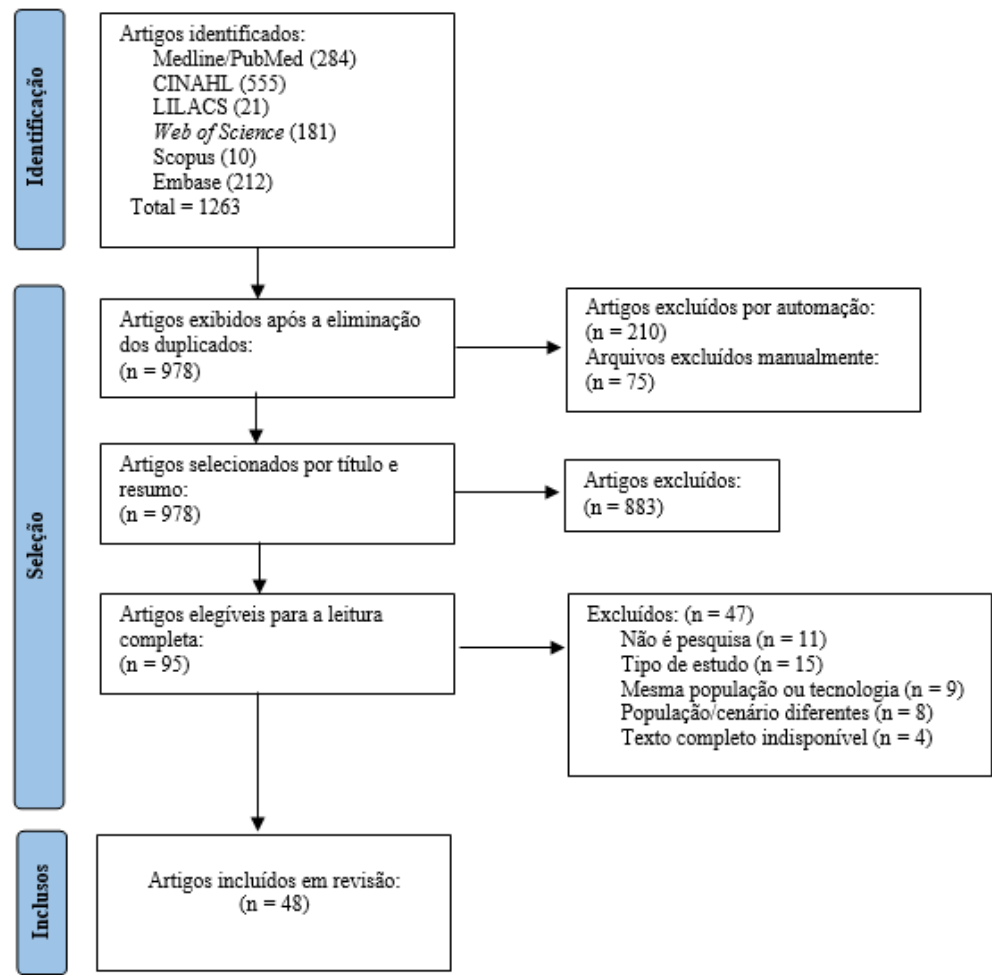 Identificação
Artigos identificados:
Medline/PubMed (284)
CINAHL (555)
LILACS (21)
Web of Science (181)
Scopus (10)
Embase (212)
Total = 1263
Seleção
Artigos exibidos após a eliminação
dos duplicados:
(n = 978)
Artigos excluídos por automação:
(n = 210)
Arquivos excluídos manualmente:
(n = 75)
Artigos selecionados por título e
resumo:
(n = 978)
Artigos excluídos:
(n = 883)
Artigos elegíveis para a leitura
completa:
(n = 95)
Excluídos: (n = 47)
Não é pesquisa (n = 11)
Tipo de estudo (n = 15)
Mesma população ou tecnologia (n = 9)
População/cenário diferentes (n = 8)
Texto completo indisponível (n = 4)
Inclusos
Artigos incluídos em revisão:
(n = 48)